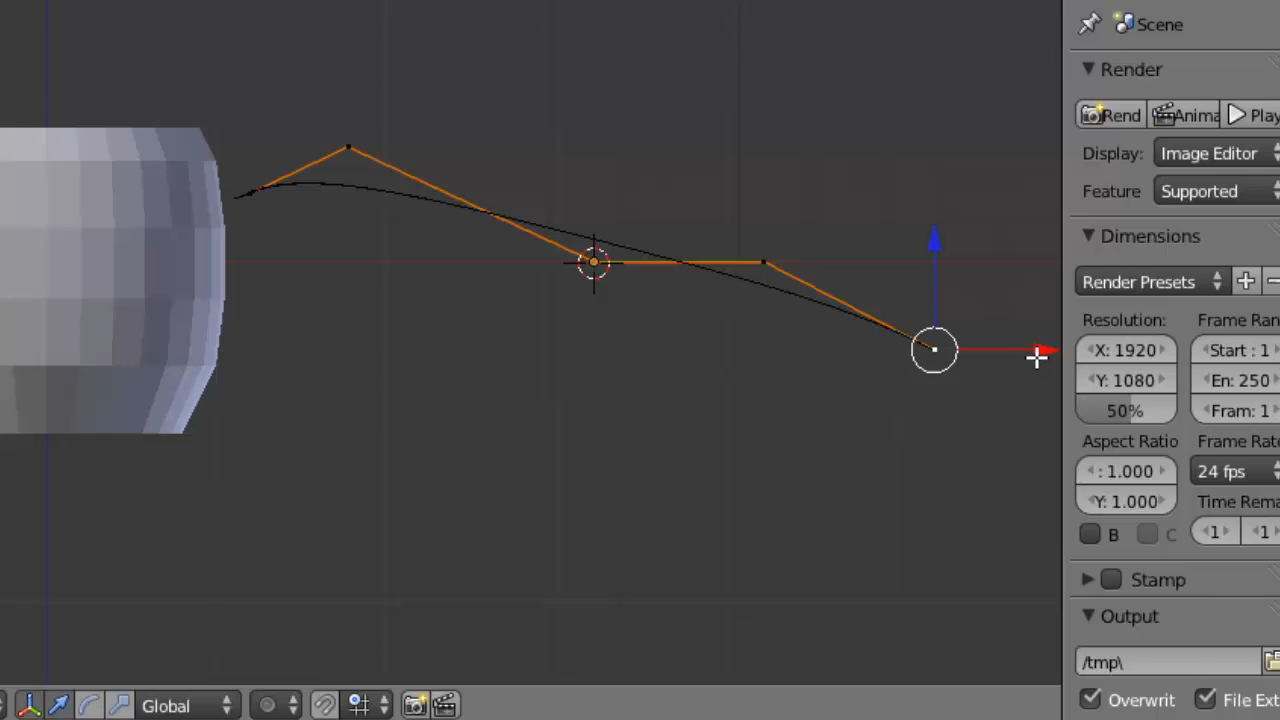 Scene
Render
Rend Anima Play
Display: Image Editor
Feature Supported
Dimensions
Render Presets
Resolution: Frame Ran
X: 1920 Start : 1
Y: 1080 En: 250
50% Fram: 1
Aspect Ratio Frame Rate
: 1.000 24 fps
Y: 1.000 Time Rema
B C 1 1
Stamp
Output
/tmp\
Overwrit File Ext
Global